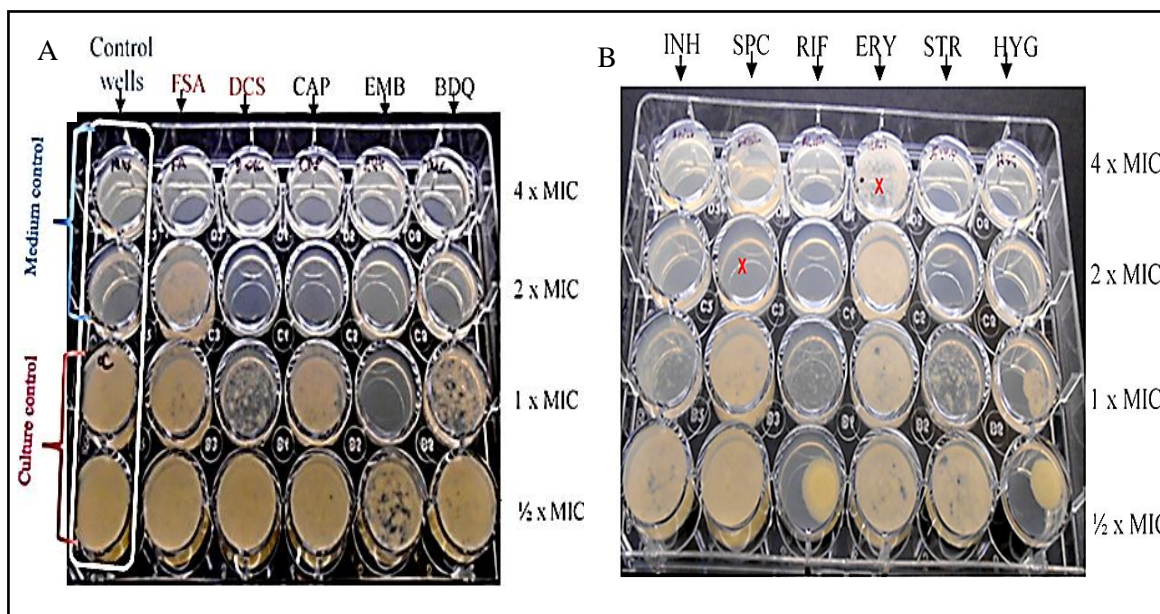 A
Control wells
FSA DCS CAP EMB BDQ
Medium control
Culture control
4 x MIC
2 x MIC
1 x MIC
½ x MIC
B
INH SPC RIF ERY STR HYG
4 x MIC
X
2 x MIC
X
1 x MIC
½ x MIC